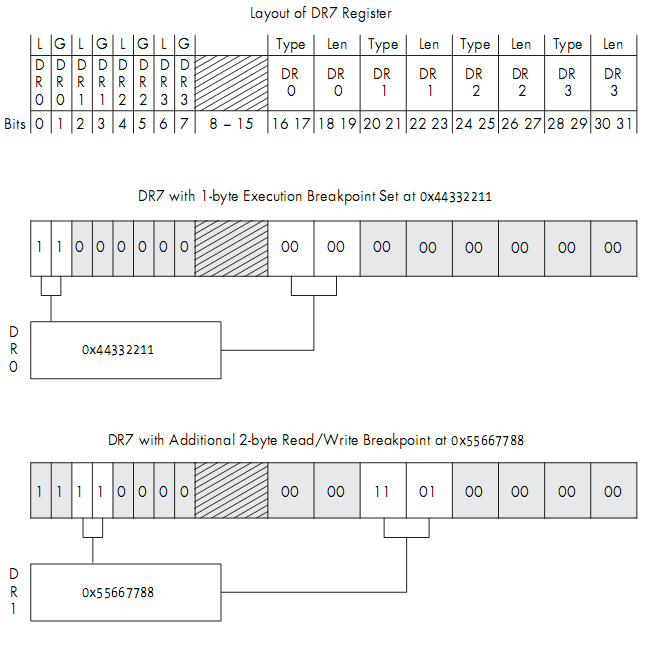 Layout of DR7 Register
L G L G L G L G Type Len Type Len Type Len Type Len
DR0 DR0 DR1 DR1 DR2 DR2 DR3 DR3 DR 0 DR 0 DR 1 DR 1 DR 2 DR 2 DR 3 DR 3
Bits 0 1 2 3 4 5 6 7 8 – 15 16 17 18 19 20 21 22 23 24 25 26 27 28 29 30 31
DR7 with 1-byte Execution Breakpoint Set at 0x44332211
1 1 0 0 0 0 0 0 00 00 00 00 00 00 00 00
DR0 0x44332211
DR7 with Additional 2-byte Read/Write Breakpoint at 0x55667788
1 1 1 1 0 0 0 0 00 00 11 01 00 00 00 00
DR1 0x55667788